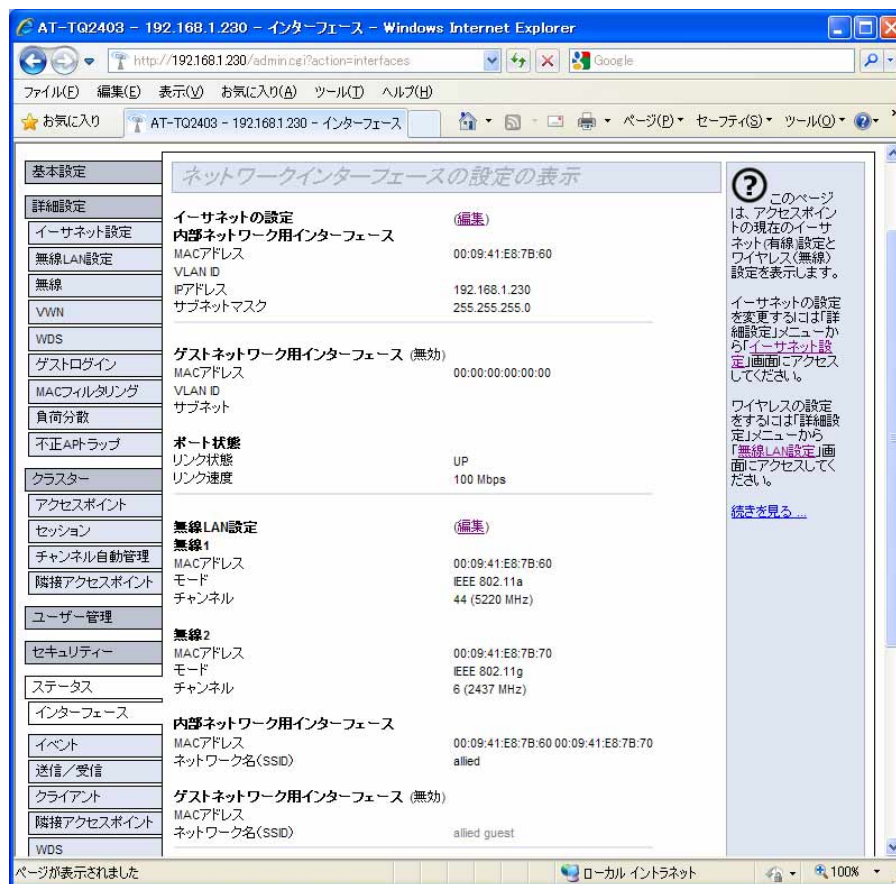 AT-TQ2403 - 192.168.1.230 - インターフェース - Windows Internet Explorer
http://192.168.1.230/admin.cgi?action=interfaces
Google
ファイル(F) 編集(E) 表示(V) お気に入り(A) ツール(T) ヘルプ(H)
お気に入り
AT-TQ2403 - 192.168.1.230 - インターフェース
ページ(P) セーフティ(S) ツール(O)
基本設定
詳細設定
イーサネット設定
無線LAN設定
無線
VWN
WDS
ゲストログイン
MACフィルタリング
負荷分散
不正APトラップ
クラスター
アクセスポイント
セッション
チャンネル自動管理
隣接アクセスポイント
ユーザー管理
セキュリティー
ステータス
インターフェース
イベント
送信/受信
クライアント
隣接アクセスポイント
WDS
ネットワークインターフェースの設定の表示
イーサネットの設定 (編集)
内部ネットワーク用インターフェース
MACアドレス 00:09:41:E8:7B:60
VLAN ID
IPアドレス 192.168.1.230
サブネットマスク 255.255.255.0
ゲストネットワーク用インターフェース (無効)
MACアドレス 00:00:00:00:00:00
VLAN ID
サブネット
ポート状態
リンク状態 UP
リンク速度 100 Mbps
無線LAN設定 (編集)
無線1
MACアドレス 00:09:41:E8:7B:60
モード IEEE 802.11a
チャンネル 44 (5220 MHz)
無線2
MACアドレス 00:09:41:E8:7B:70
モード IEEE 802.11g
チャンネル 6 (2437 MHz)
内部ネットワーク用インターフェース
MACアドレス 00:09:41:E8:7B:60 00:09:41:E8:7B:70
ネットワーク名(SSID) allied
ゲストネットワーク用インターフェース (無効)
MACアドレス
ネットワーク名(SSID) allied guest
このページ
は、アクセスポイン
トの現在のイーサ
ネット(有線)設定と
ワイヤレス(無線)
設定を表示します。
イーサネットの設定
を変更するには「詳
細設定」メニューか
ら「イーサネット設
定」画面にアクセス
してください。
ワイヤレスの設定
をするには「詳細設
定」メニューから
「無線LAN設定」画
面にアクセスしてく
ださい。
続きを見る ...
ページが表示されました
ローカル イントラネット
100%